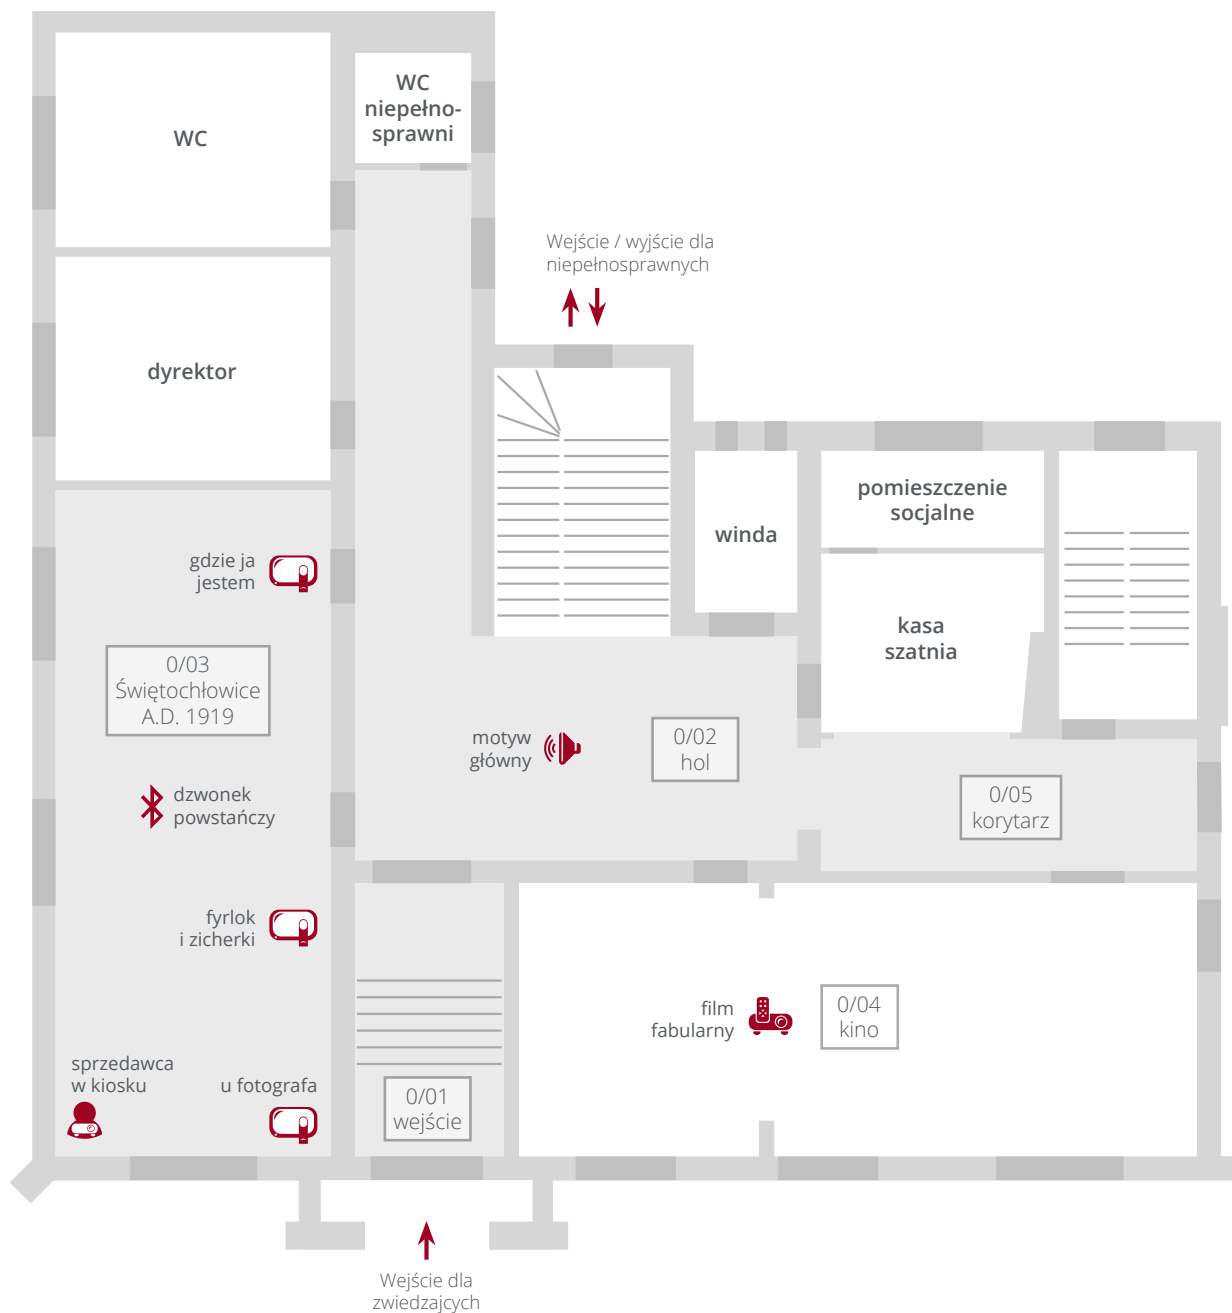 WC
WC
niepełno-
sprawni
Wejście / wyjście dla
niepełnosprawnych
dyrektor
pomieszczenie
socjalne
winda
gdzie ja
jestem
kasa
szatnia
0/03
Świętochłowice
A.D. 1919
motyw
główny
0/02
hol
dzwonek
powstańczy
0/05
korytarz
fyrlok
i zicherki
film
fabularny
0/04
kino
sprzedawca
w kiosku
u fotografa
0/01
wejście
Wejście dla
zwiedzajcych